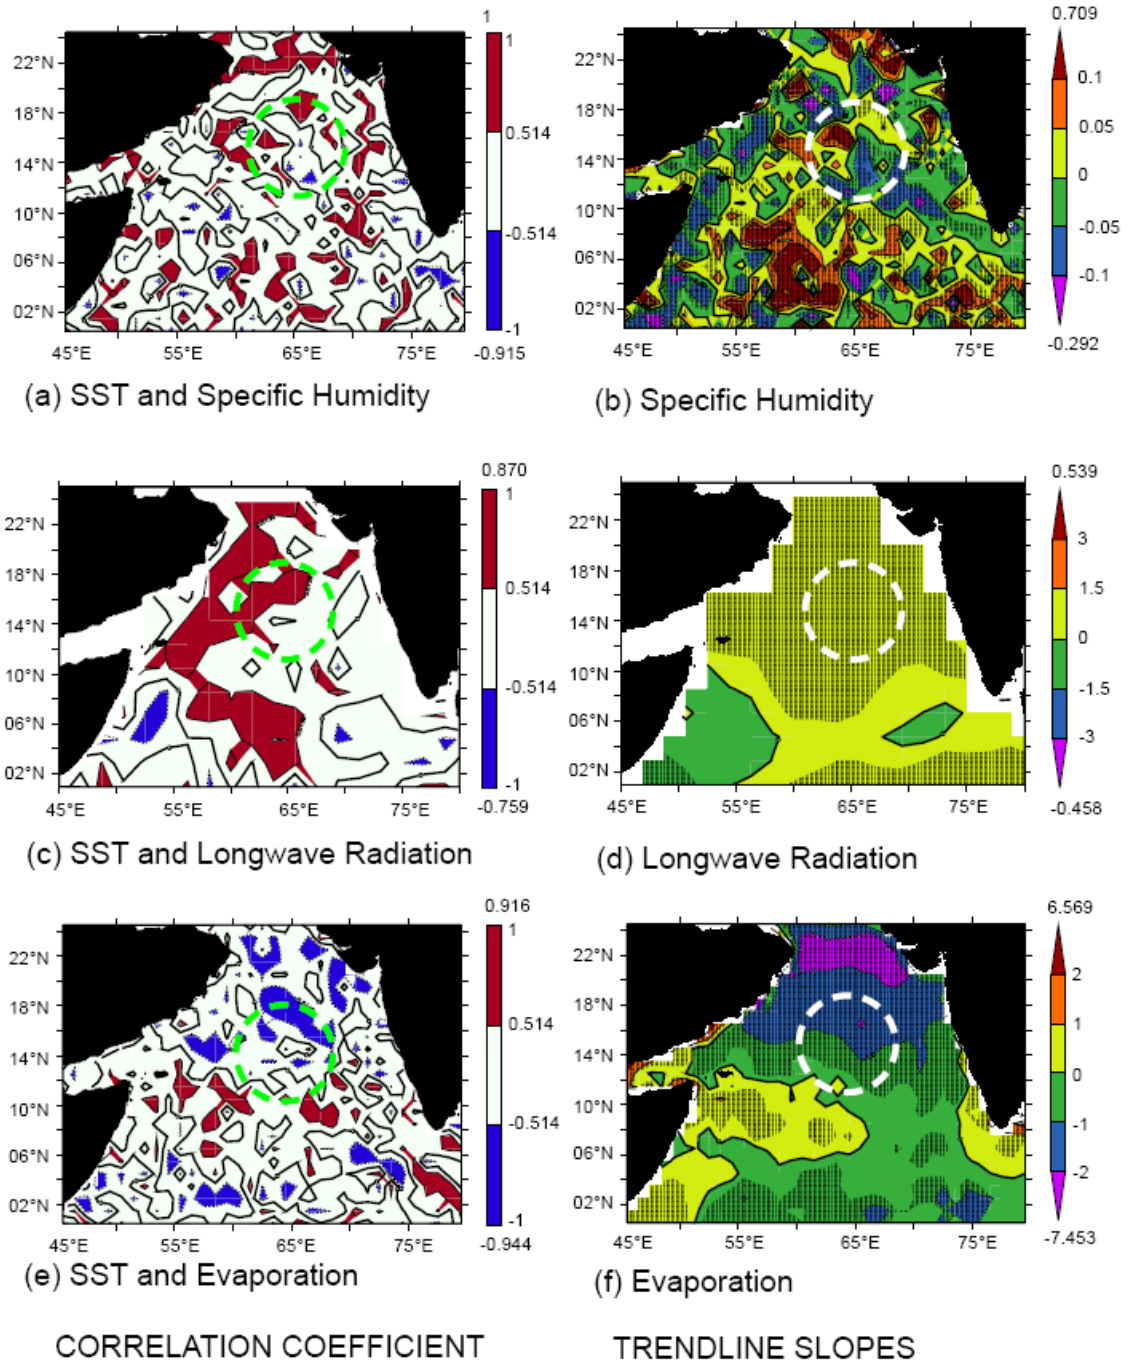 1
1
0.514
-0.514
-1
-0.915
22°N
18°N
14°N
10°N
06°N
02°N
45°E 55°E 65°E 75°E
(a) SST and Specific Humidity
0.709
0.1
0.05
0
-0.05
-0.1
-0.292
22°N
18°N
14°N
10°N
06°N
02°N
45°E 55°E 65°E 75°E
(b) Specific Humidity
0.870
1
0.514
-0.514
-1
-0.759
22°N
18°N
14°N
10°N
06°N
02°N
45°E 55°E 65°E 75°E
(c) SST and Longwave Radiation
0.539
3
1.5
0
-1.5
-3
-0.458
22°N
18°N
14°N
10°N
06°N
02°N
45°E 55°E 65°E 75°E
(d) Longwave Radiation
0.916
1
0.514
-0.514
-1
-0.944
22°N
18°N
14°N
10°N
06°N
02°N
45°E 55°E 65°E 75°E
(e) SST and Evaporation
6.569
2
1
0
-1
-2
-7.453
22°N
18°N
14°N
10°N
06°N
02°N
45°E 55°E 65°E 75°E
(f) Evaporation
CORRELATION COEFFICIENT
TRENDLINE SLOPES